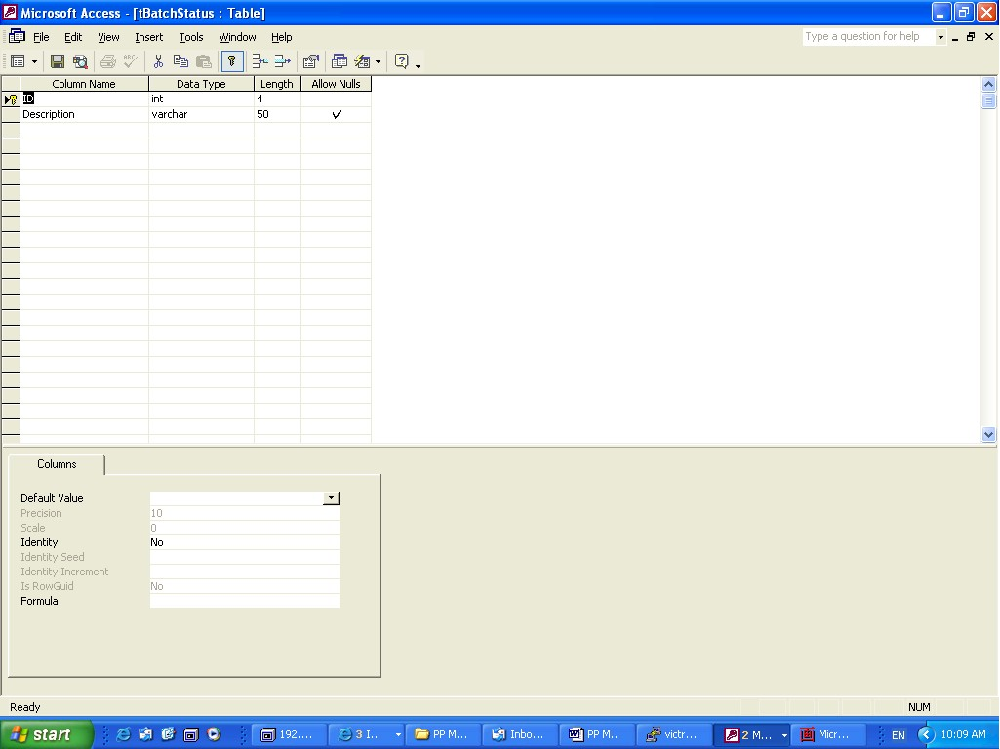 Microsoft Access - [tBatchStatus : Table]
File Edit View Insert Tools Window Help Type a question for help
Column Name Data Type Length Allow Nulls
ID int 4
Description varchar 50
Columns
Default Value
Precision 10
Scale 0
Identity No
Identity Seed
Identity Increment
Is RowGuid No
Formula
Ready NUM
start 192.... 3 I... PP M... Inbo... PP M... victr... 2 M... Micr... EN 10:09 AM